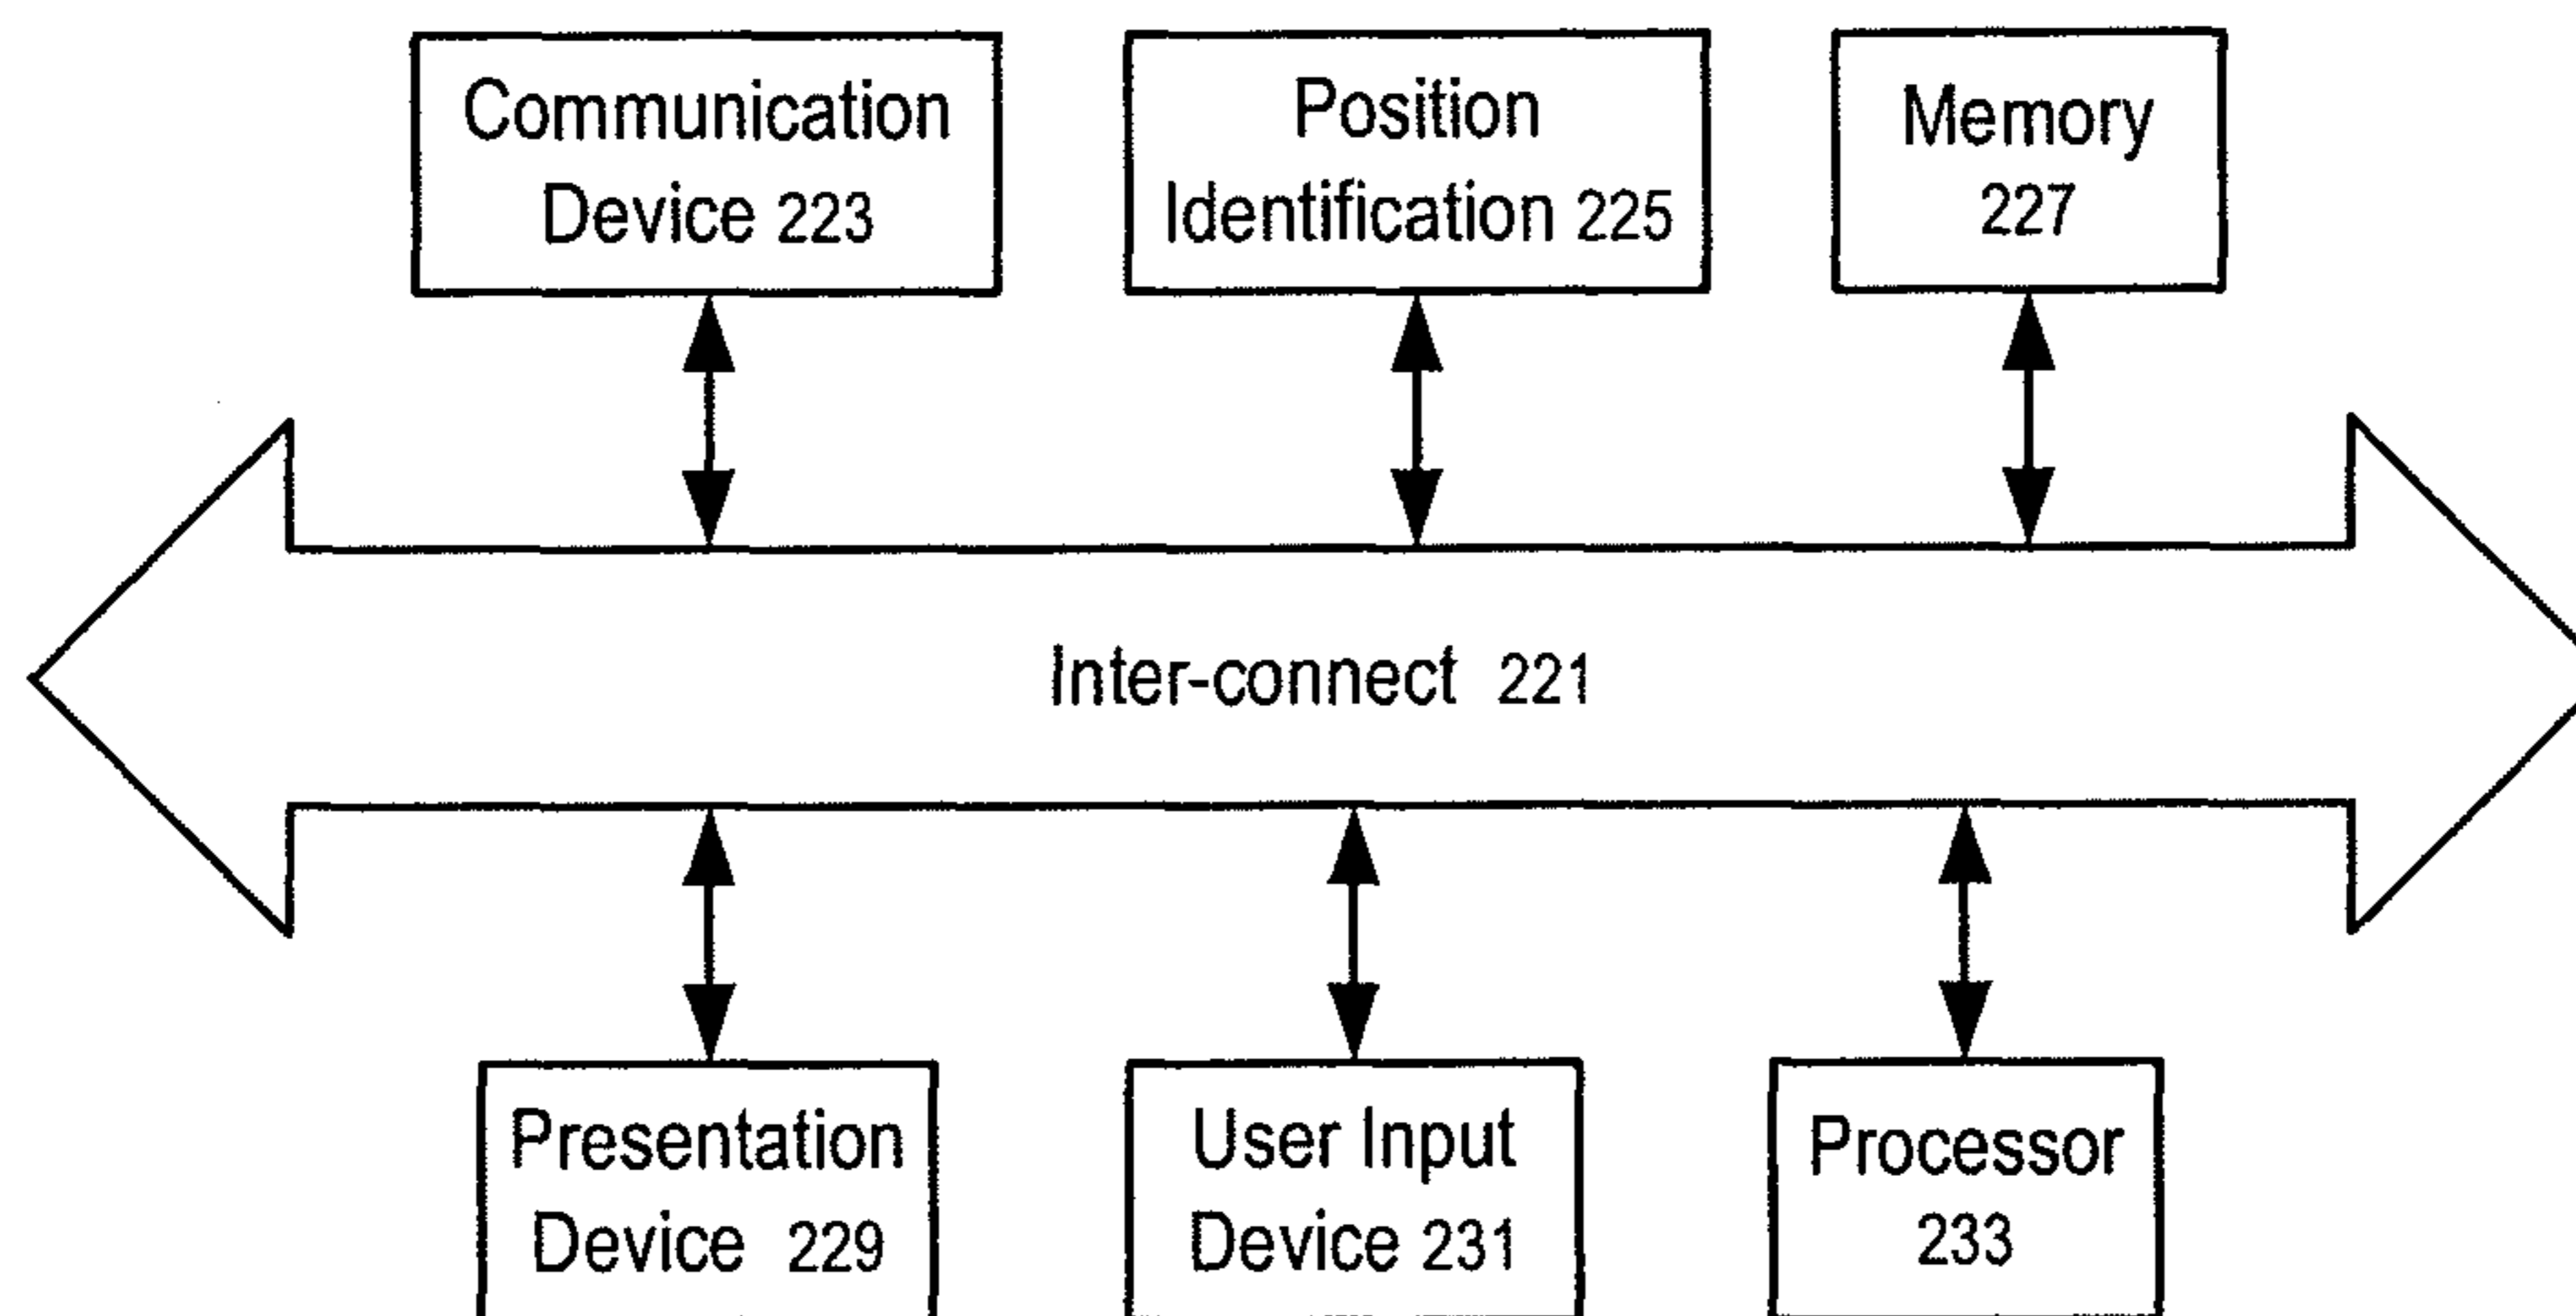 Communication
Device 223
Position
Identification 225
Memory
227
Inter-connect 221
Presentation
Device 229
User Input
Device 231
Processor
233